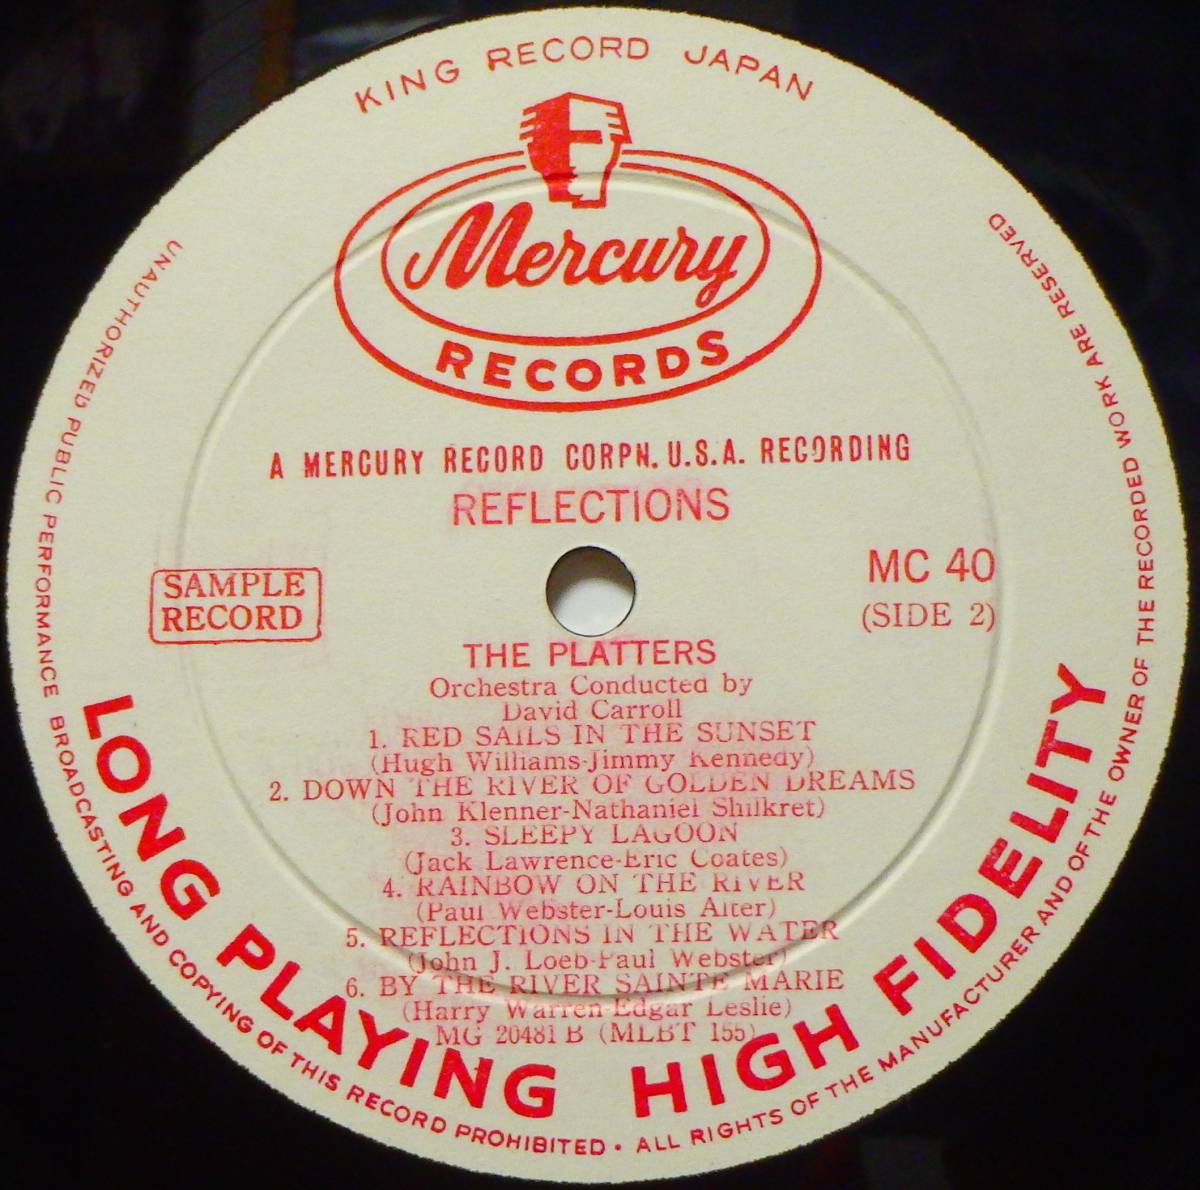 KING RECORD JAPAN
Mercury
RECORDS
A MERCURY RECORD CORPN. U.S.A. RECORDING
REFLECTIONS
SAMPLE
RECORD
MC 40
(SIDE 2)
THE PLATTERS
Orchestra Conducted by
David Carroll
1. RED SAILS IN THE SUNSET
(Hugh Williams-Jimmy Kennedy)
2. DOWN THE RIVER OF GOLDEN DREAMS
(John Klenner-Nathaniel Shilkret)
3. SLEEPY LAGOON
(Jack Lawrence-Eric Coates)
4. RAINBOW ON THE RIVER
(Paul Webster-Louis Alter)
5. REFLECTIONS IN THE WATER
(John J. Loeb-Paul Webster)
6. BY THE RIVER SAINTE MARIE
(Harry Warren-Edgar Leslie)
MG 20481 B (MLBT 155)
LONG PLAYING HIGH FIDELITY
UNAUTHORIZED PUBLIC PERFORMANCE BROADCASTING AND COPYING OF THIS RECORD PROHIBITED • ALL RIGHTS OF THE MANUFACTURER AND OF THE OWNER OF THE RECORDED WORK ARE RESERVED